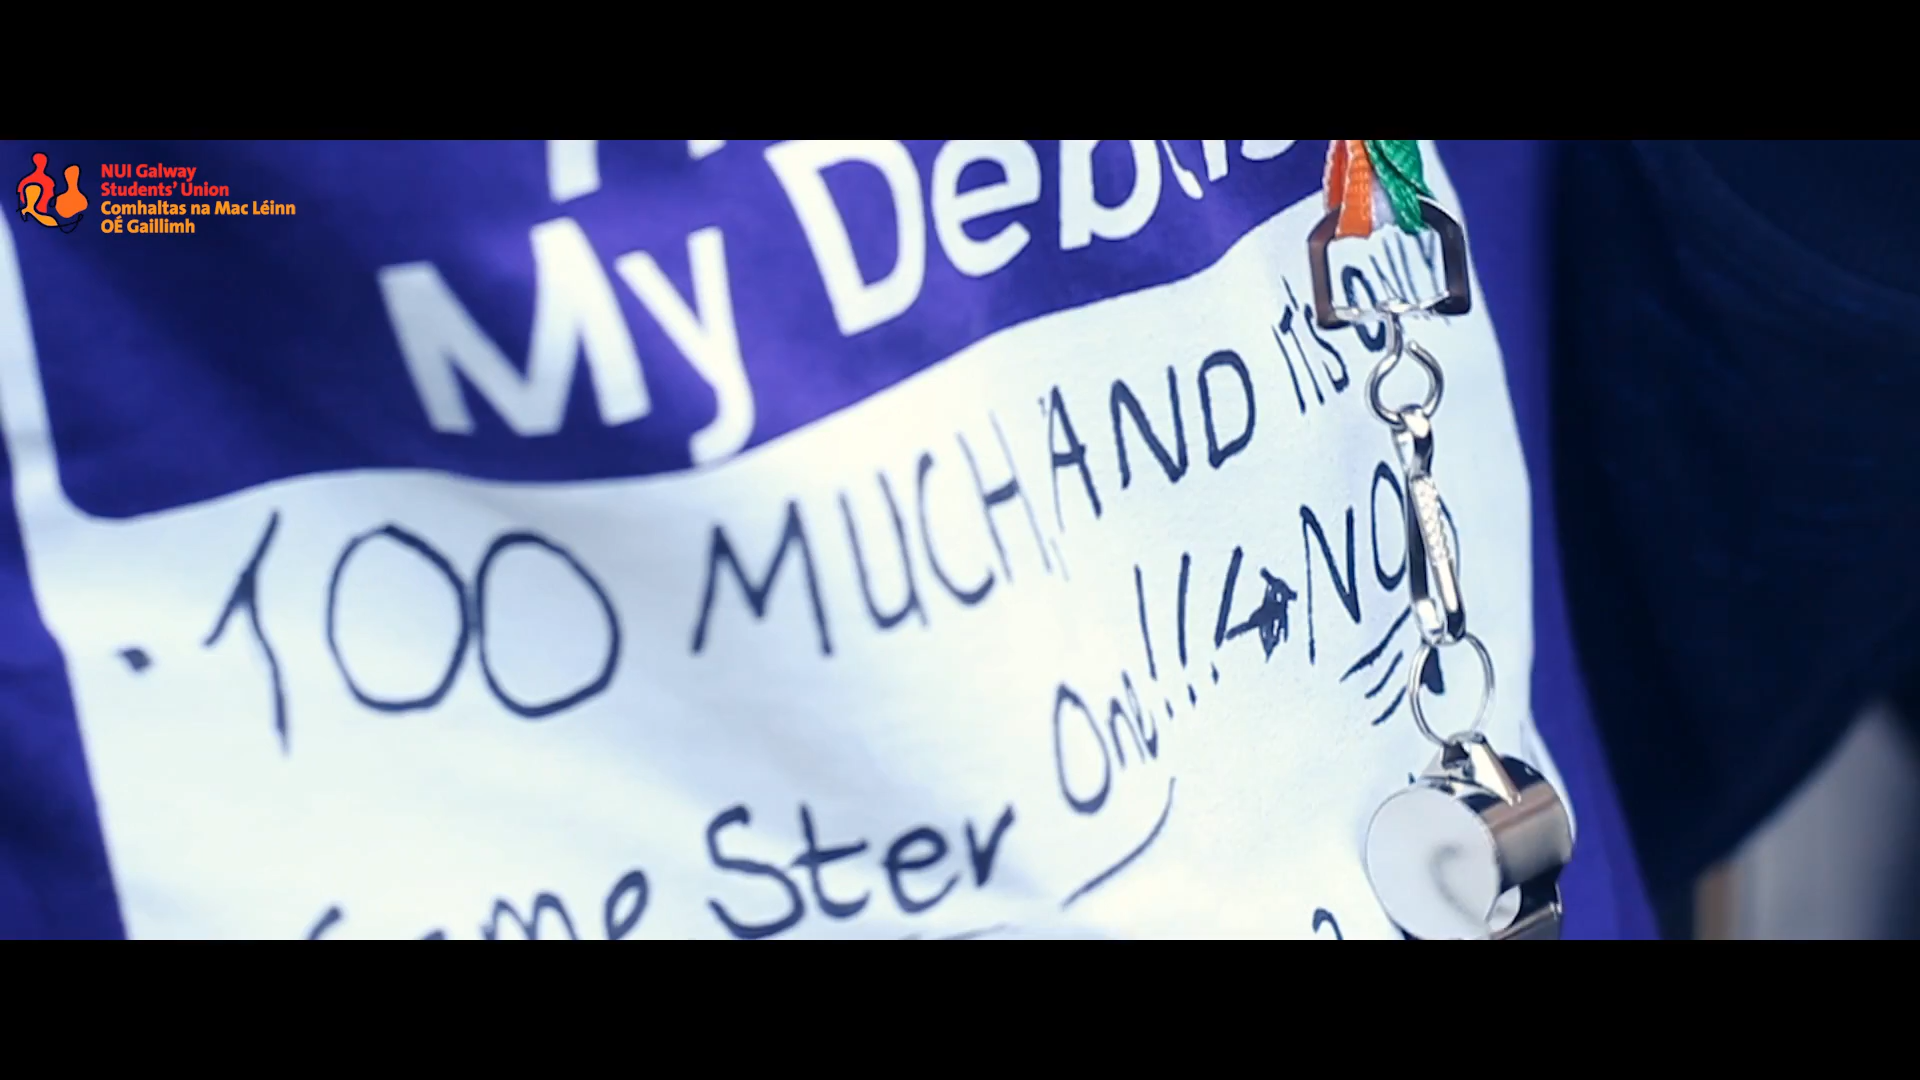 NUI Galway
Students' Union
Comhaltas na Mac Léinn
OÉ Gaillimh
My Debt is
TOO MUCH AND IT'S ONLY
Ster One!!! NO